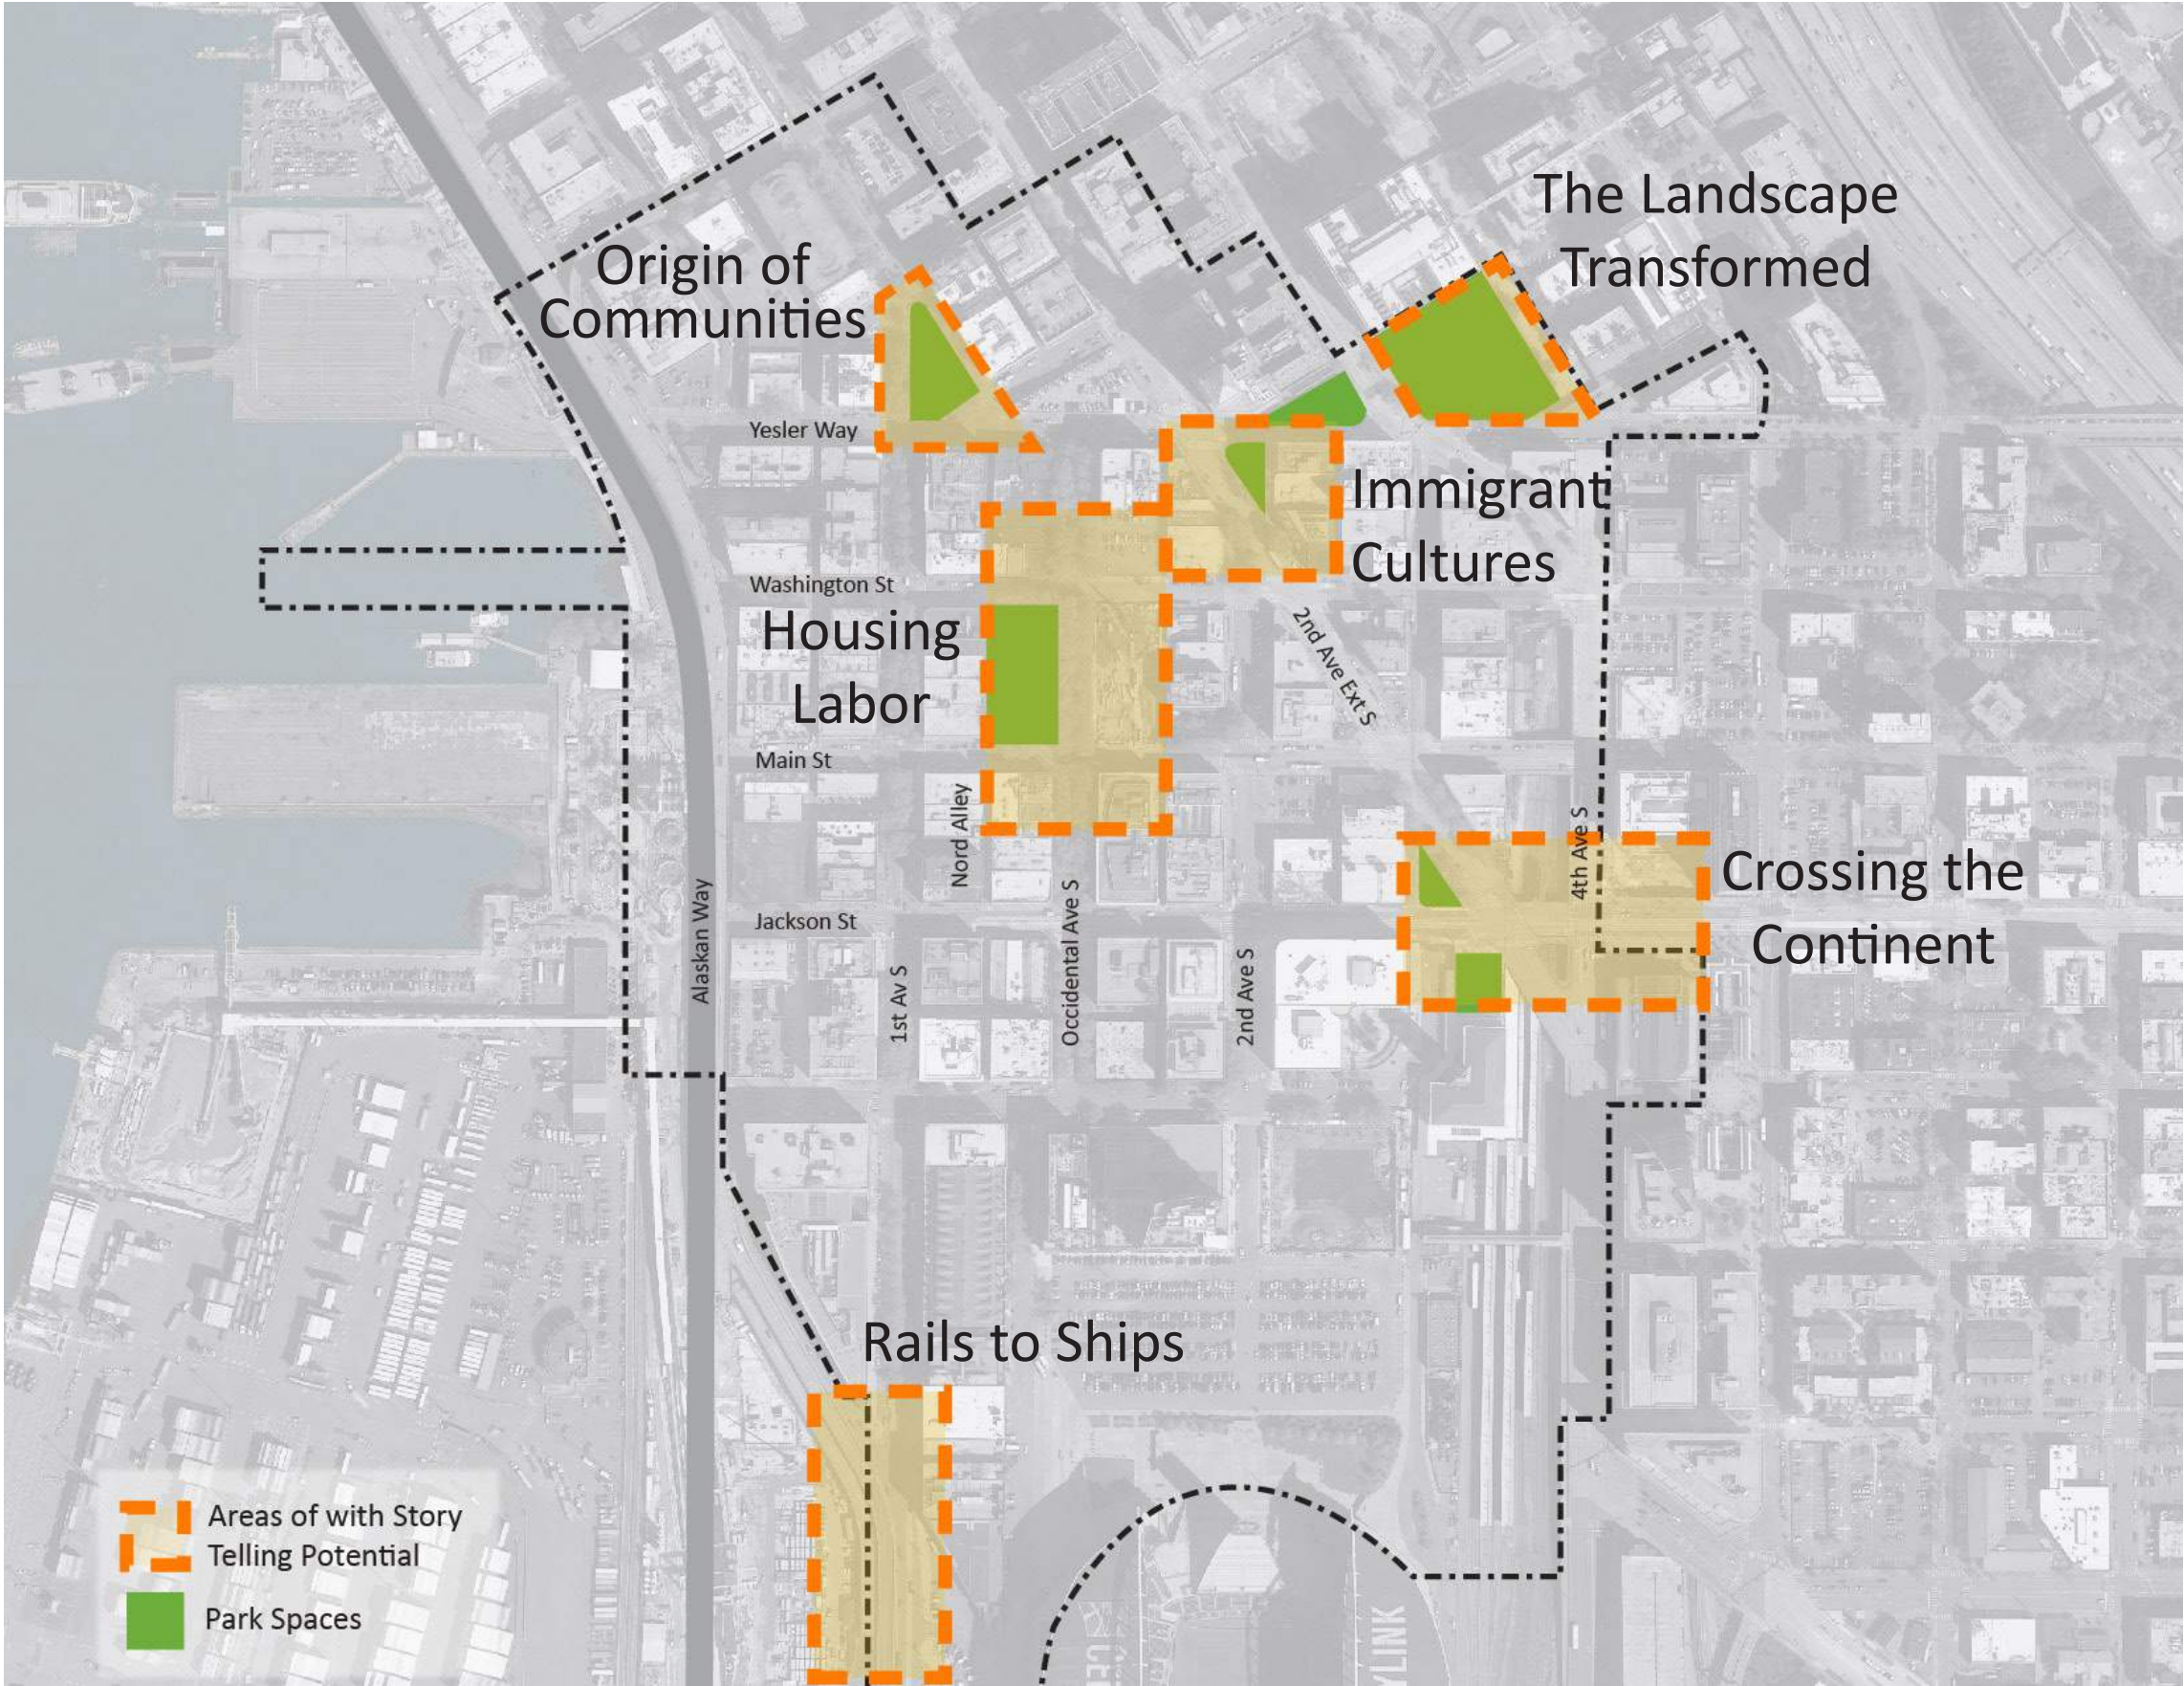 The Landscape
Transformed
Origin of
Communities
Yesler Way
Immigrant
Cultures
Washington St
Housing
Labor
2nd Ave Ext S
Main St
Nord Alley
4th Ave S
Crossing the
Continent
Jackson St
Alaskan Way
1st Av S
Occidental Ave S
2nd Ave S
Rails to Ships
Areas of with Story
Telling Potential
Park Spaces
YLINK